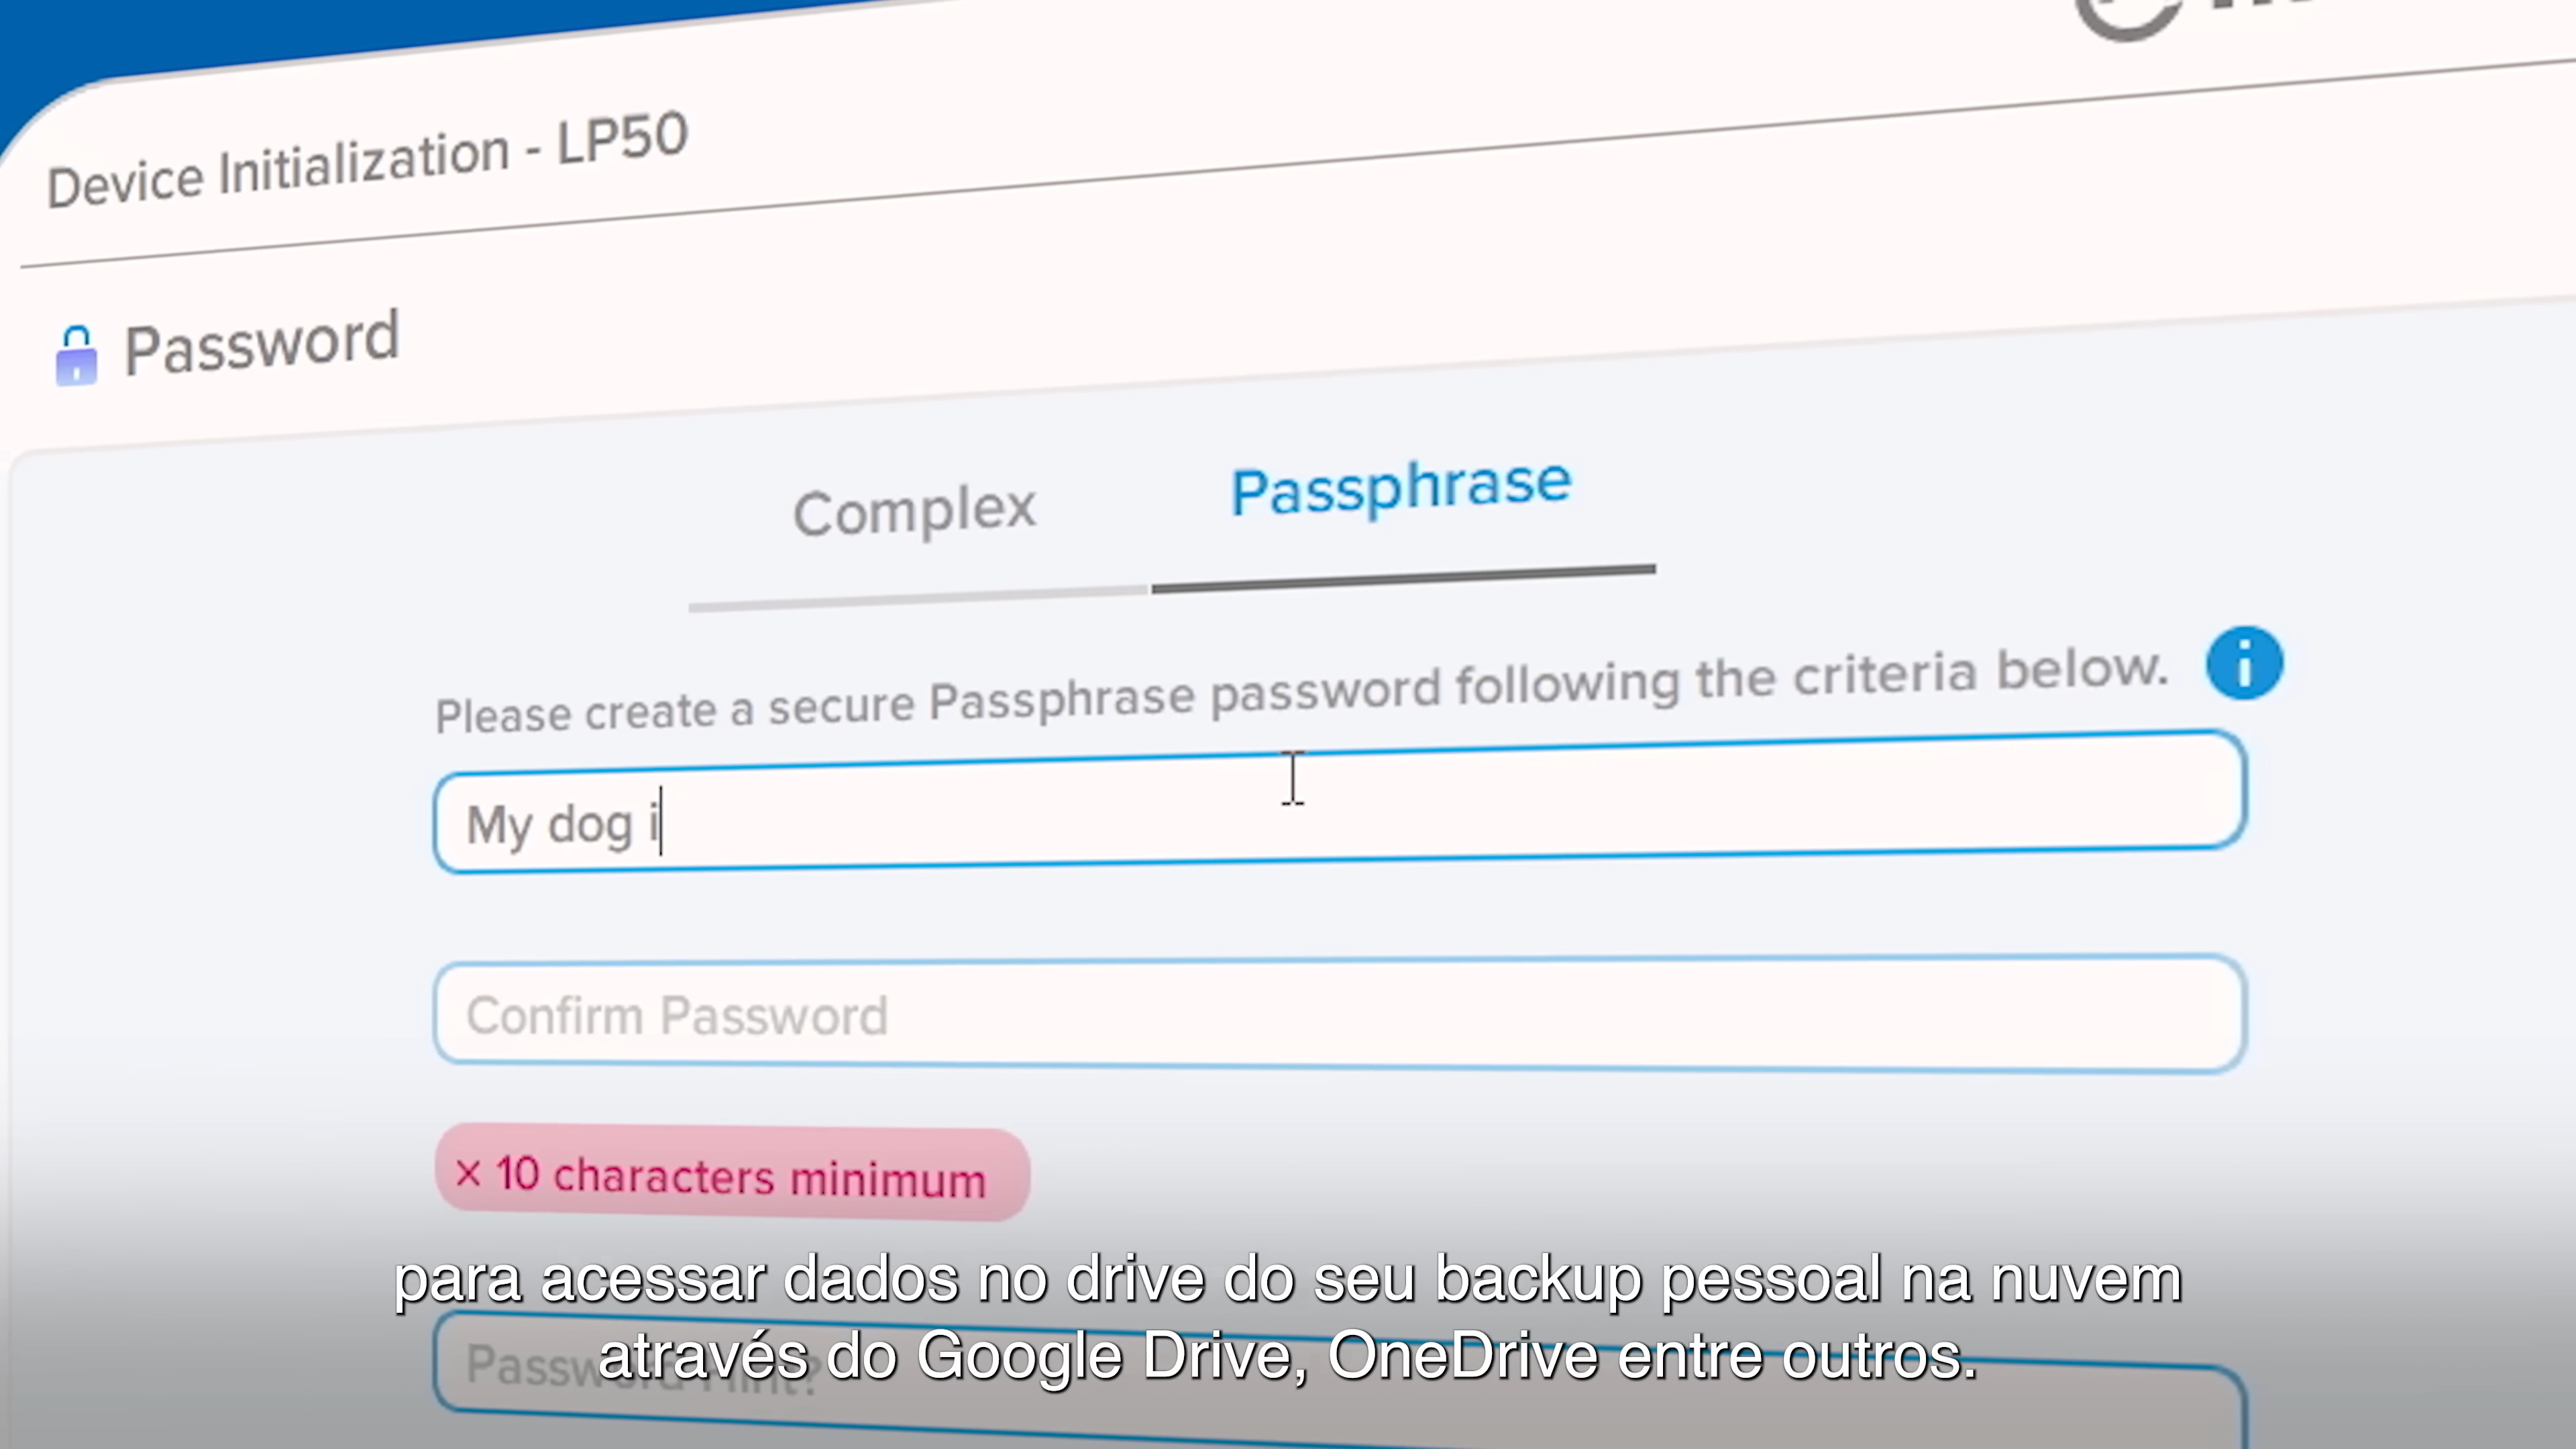 Device Initialization - LP50
Password
Complex
Passphrase
Please create a secure Passphrase password following the criteria below.
i
My dog i
Confirm Password
× 10 characters minimum
para acessar dados no drive do seu backup pessoal na nuvem
através do Google Drive, OneDrive entre outros.
Password Hint?